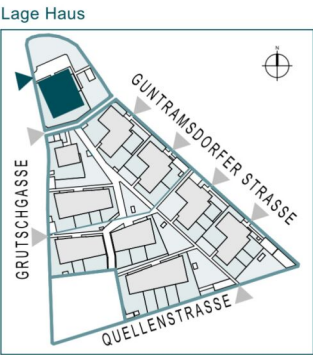 Lage Haus
N
GUNTRAMSDORFER STRASSE
GRUTSCHGASSE
QUELLENSTRASSE